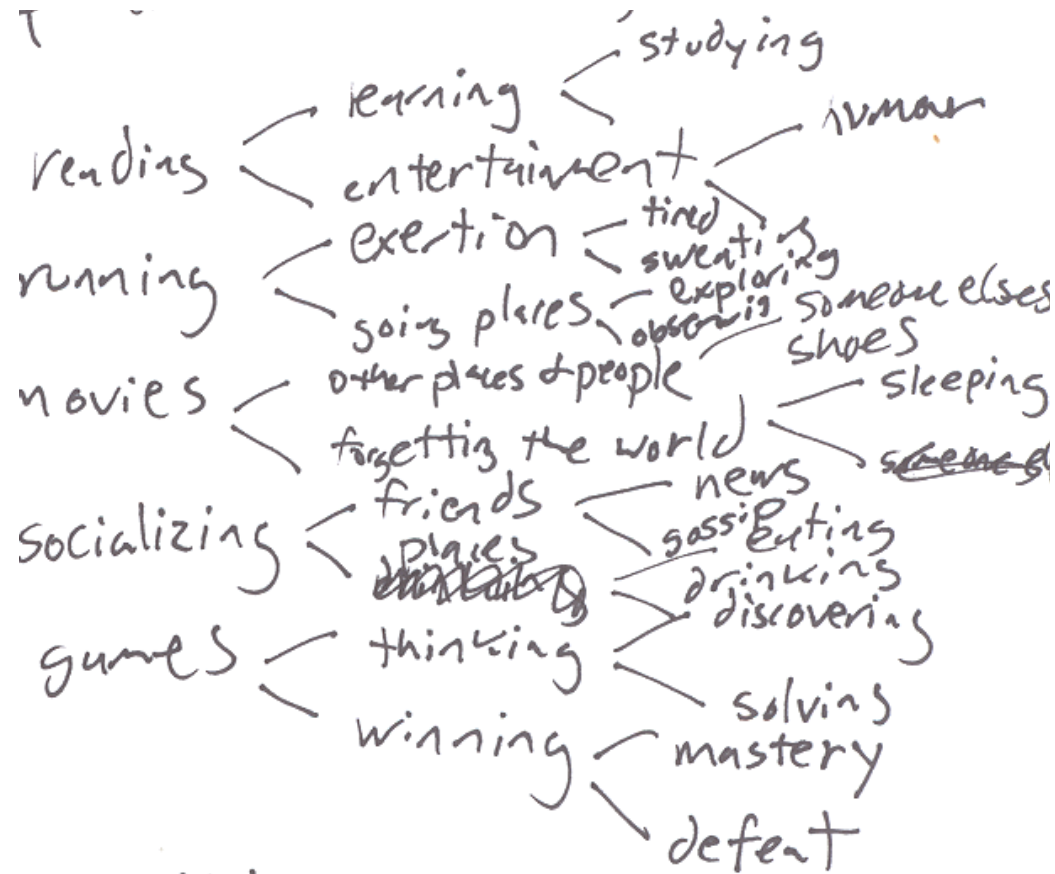 studying
learning
humour
reading
entertainment
tired
exertion
sweating
running
exploring
going places
observing
someone elses
shoes
other places & people
movies
sleeping
forgetting the world
news
friends
socializing
gossip
places
eating
drinking
discovering
thinking
games
solving
winning
mastery
defeat